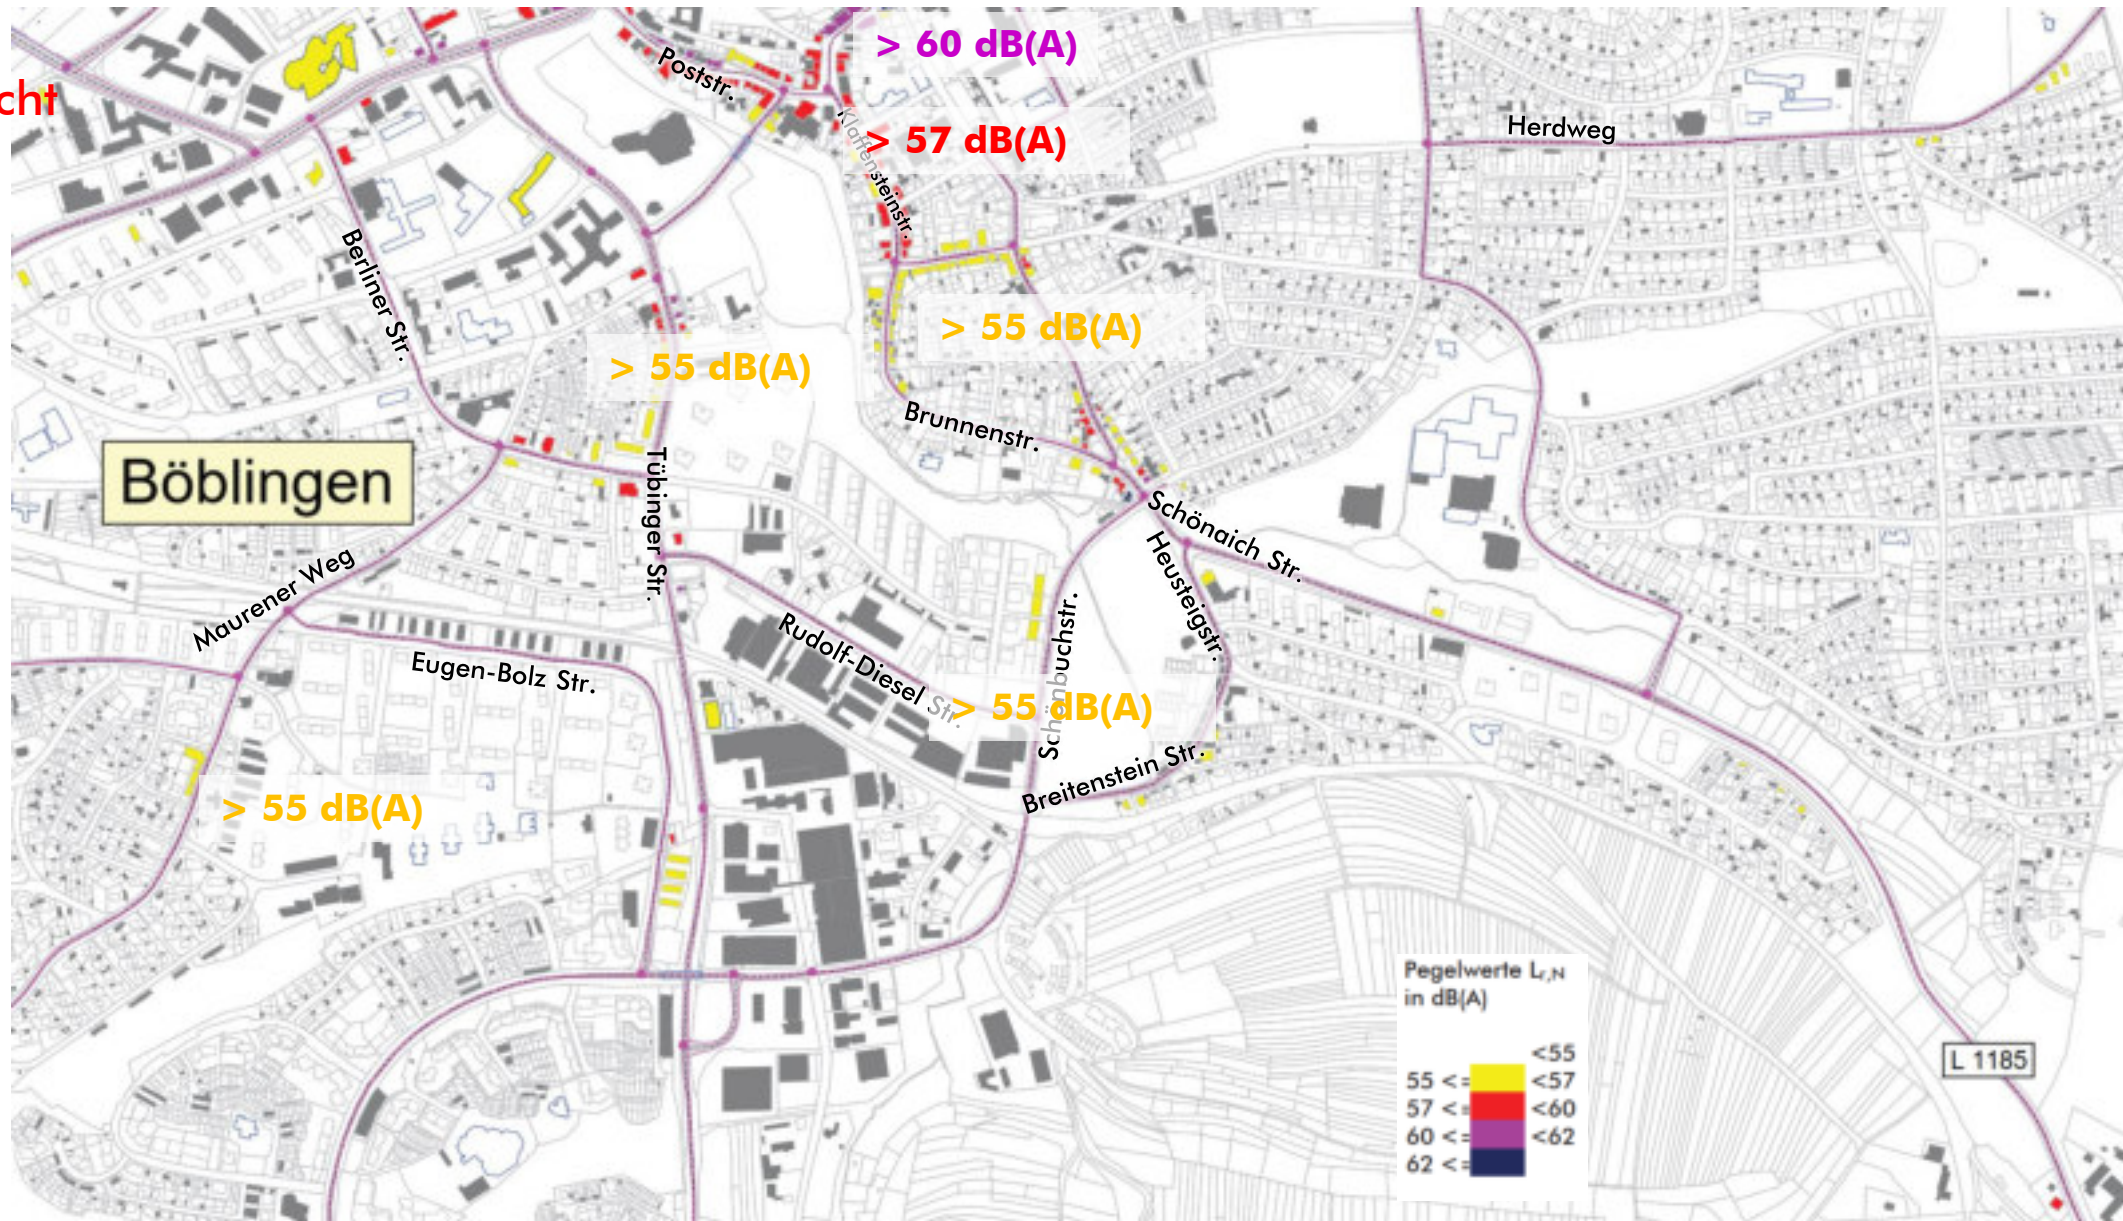 > 60 dB(A)
cht
Poststr.
> 57 dB(A)
Klaffensteinstr.
Herdweg
Berliner Str.
> 55 dB(A)
> 55 dB(A)
Brunnenstr.
Böblingen
Tübinger Str.
Schönaich Str.
Heusteigstr.
Maurener Weg
Rudolf-Diesel Str.
Schönbuchstr.
Eugen-Bolz Str.
> 55 dB(A)
Breitenstein Str.
> 55 dB(A)
Pegelwerte Lr,N
in dB(A)
<55
55 <= <57
57 <= <60
60 <= <62
62 <=
L 1185